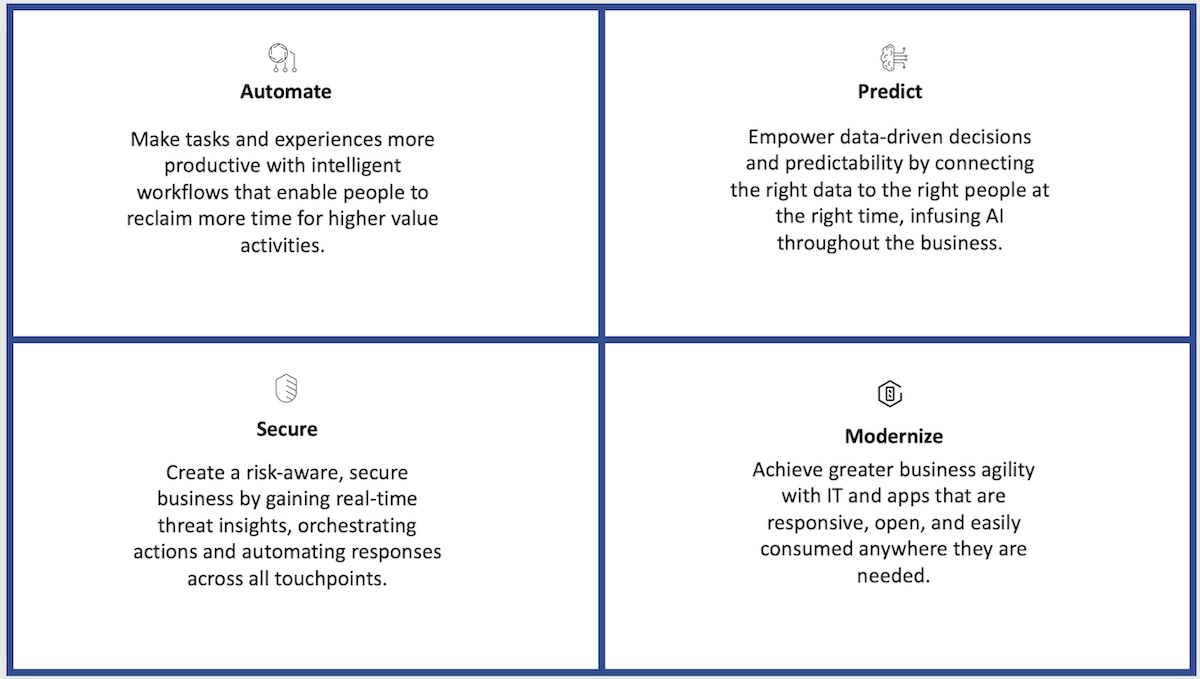 Automate
Make tasks and experiences more
productive with intelligent
workflows that enable people to
reclaim more time for higher value
activities.
Predict
Empower data-driven decisions
and predictability by connecting
the right data to the right people at
the right time, infusing AI
throughout the business.
Secure
Create a risk-aware, secure
business by gaining real-time
threat insights, orchestrating
actions and automating responses
across all touchpoints.
Modernize
Achieve greater business agility
with IT and apps that are
responsive, open, and easily
consumed anywhere they are
needed.